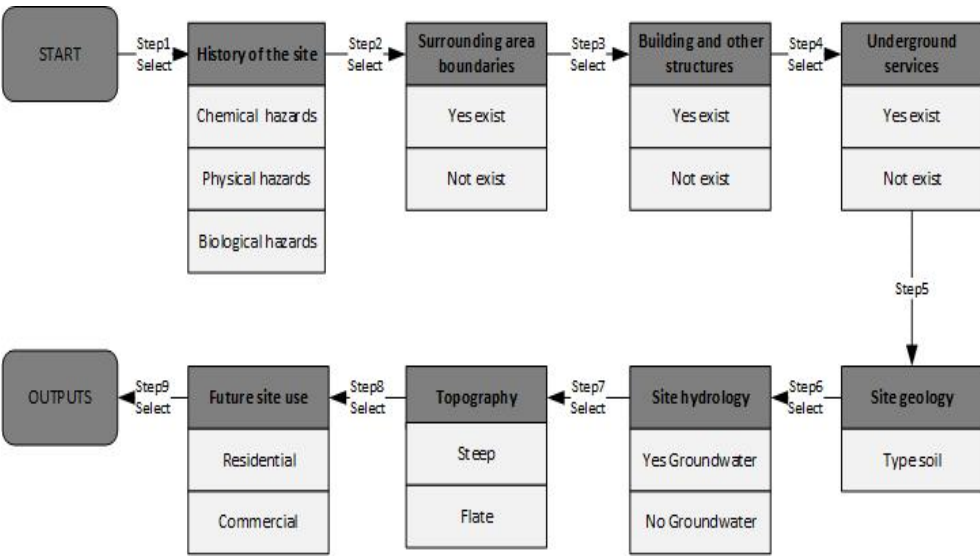 START
Step1
Select
History of the site
Chemical hazards
Physical hazards
Biological hazards
Step2
Select
Surrounding area
boundaries
Yes exist
Not exist
Step3
Select
Building and other
structures
Yes exist
Not exist
Step4
Select
Underground
services
Yes exist
Not exist
Step5
Site geology
Type soil
Step6
Select
Site hydrology
Yes Groundwater
No Groundwater
Step7
Select
Topography
Steep
Flate
Step8
Select
Future site use
Residential
Commercial
Step9
Select
OUTPUTS